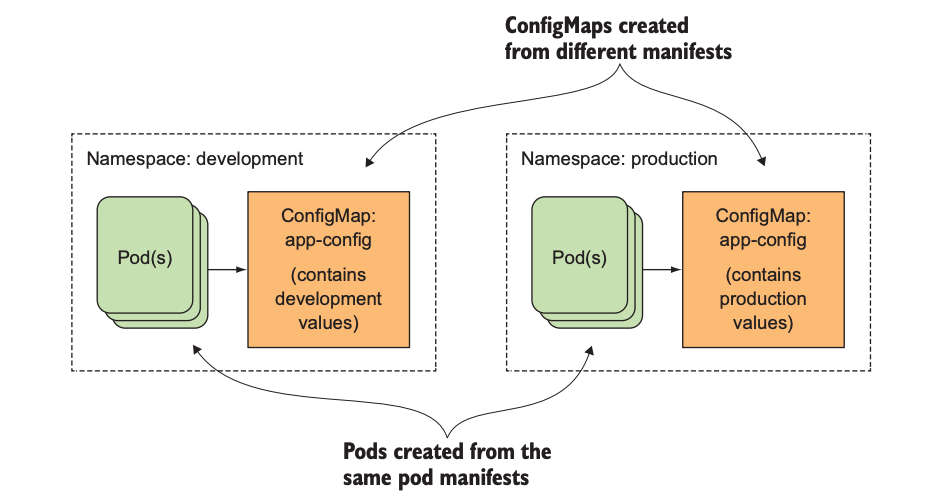 ConfigMaps created
from different manifests
Namespace: development
Pod(s)
ConfigMap:
app-config
(contains
development
values)
Namespace: production
Pod(s)
ConfigMap:
app-config
(contains
production
values)
Pods created from the
same pod manifests